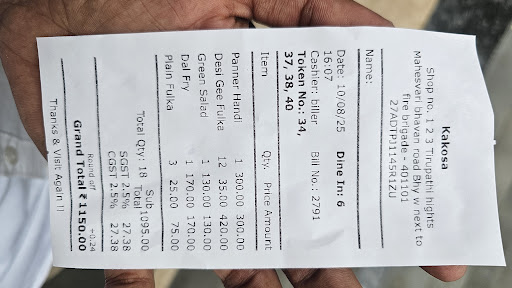 Kakosa
Shop no. 1 2 3 Tirupathi hights
Mahesvari bhavan road Bhy w next to
fire brigade - 401101
27ADTPJ1145R1ZU
Name:
Date: 10/08/25 Dine In: 6
16:07
Cashier: biller Bill No.: 2791
Token No.: 34,
37, 38, 40
Item Qty. Price Amount
Panner Handi 1 300.00 300.00
Desi Gee Fulka 12 35.00 420.00
Green Salad 1 130.00 130.00
Dal Fry 1 170.00 170.00
Plain Fulka 3 25.00 75.00
Total Qty: 18 Sub Total 1095.00
SGST 2.5% 27.38
CGST 2.5% 27.38
Round off +0.24
Grand Total ₹ 1150.00
Thanks & Visit Again !!